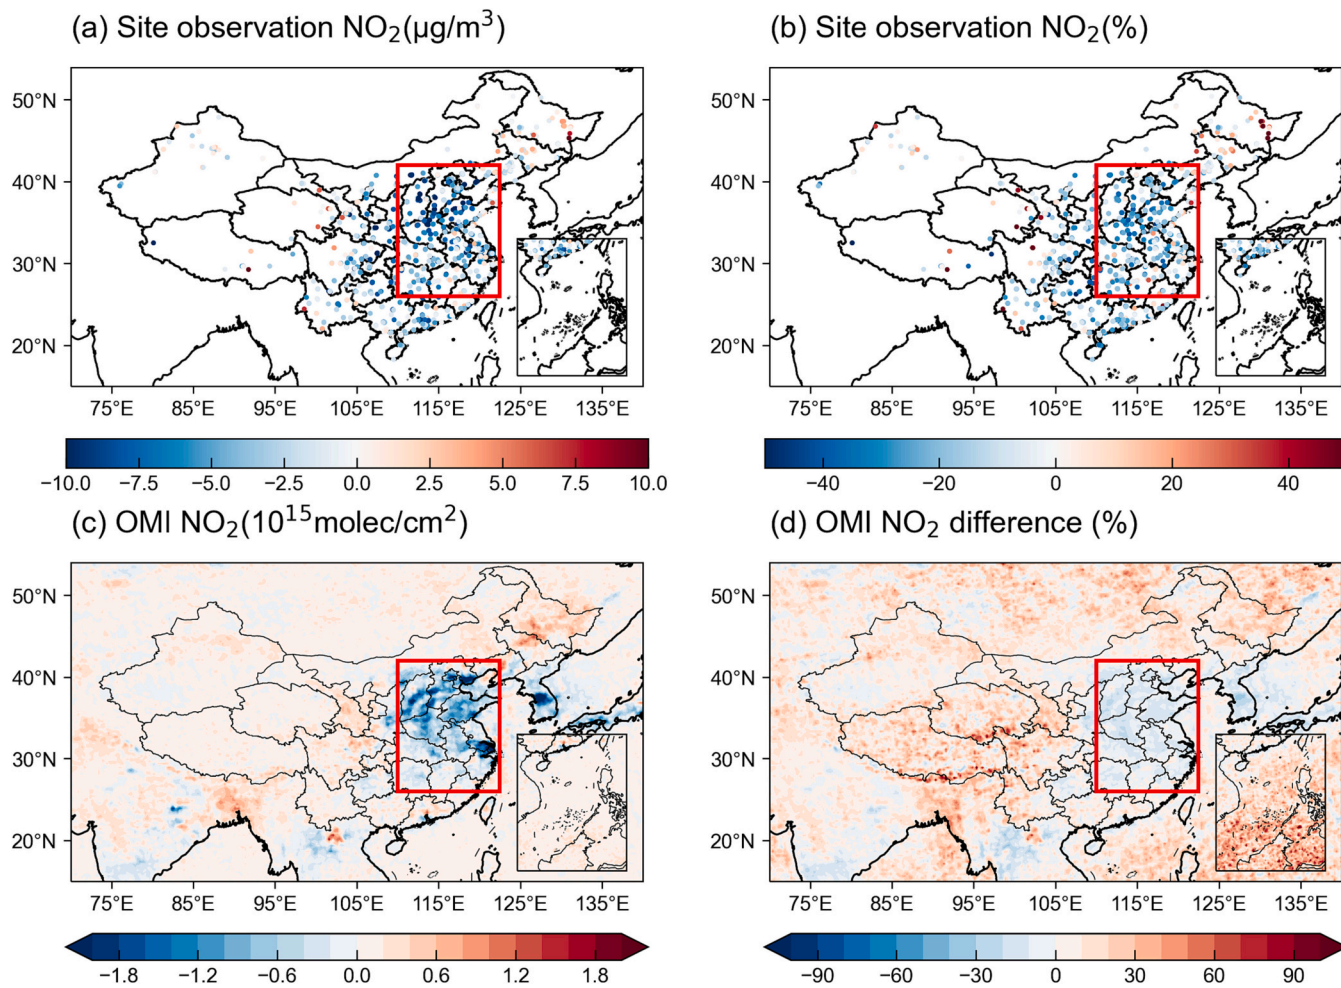 (a) Site observation NO₂(μg/m³)
(b) Site observation NO₂(%)
50°N
40°N
30°N
20°N
75°E 85°E 95°E 105°E 115°E 125°E 135°E
50°N
40°N
30°N
20°N
75°E 85°E 95°E 105°E 115°E 125°E 135°E
−10.0 −7.5 −5.0 −2.5 0.0 2.5 5.0 7.5 10.0
−40 −20 0 20 40
(c) OMI NO₂(10¹⁵molec/cm²)
(d) OMI NO₂ difference (%)
50°N
40°N
30°N
20°N
75°E 85°E 95°E 105°E 115°E 125°E 135°E
50°N
40°N
30°N
20°N
75°E 85°E 95°E 105°E 115°E 125°E 135°E
−1.8 −1.2 −0.6 0.0 0.6 1.2 1.8
−90 −60 −30 0 30 60 90